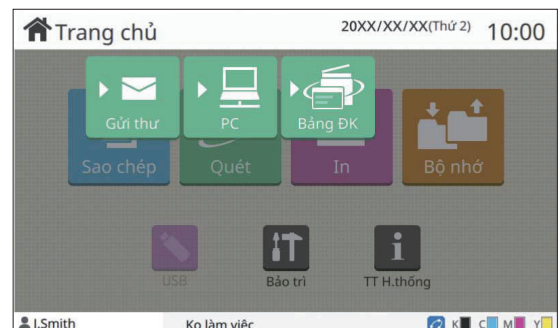 Trang chủ 20XX/XX/XX(Thứ 2) 10:00
Gửi thư PC Bảng ĐK
Sao chép Quét In Bộ nhớ
USB Bảo trì TT H.thống
J.Smith Ko làm việc K C M Y